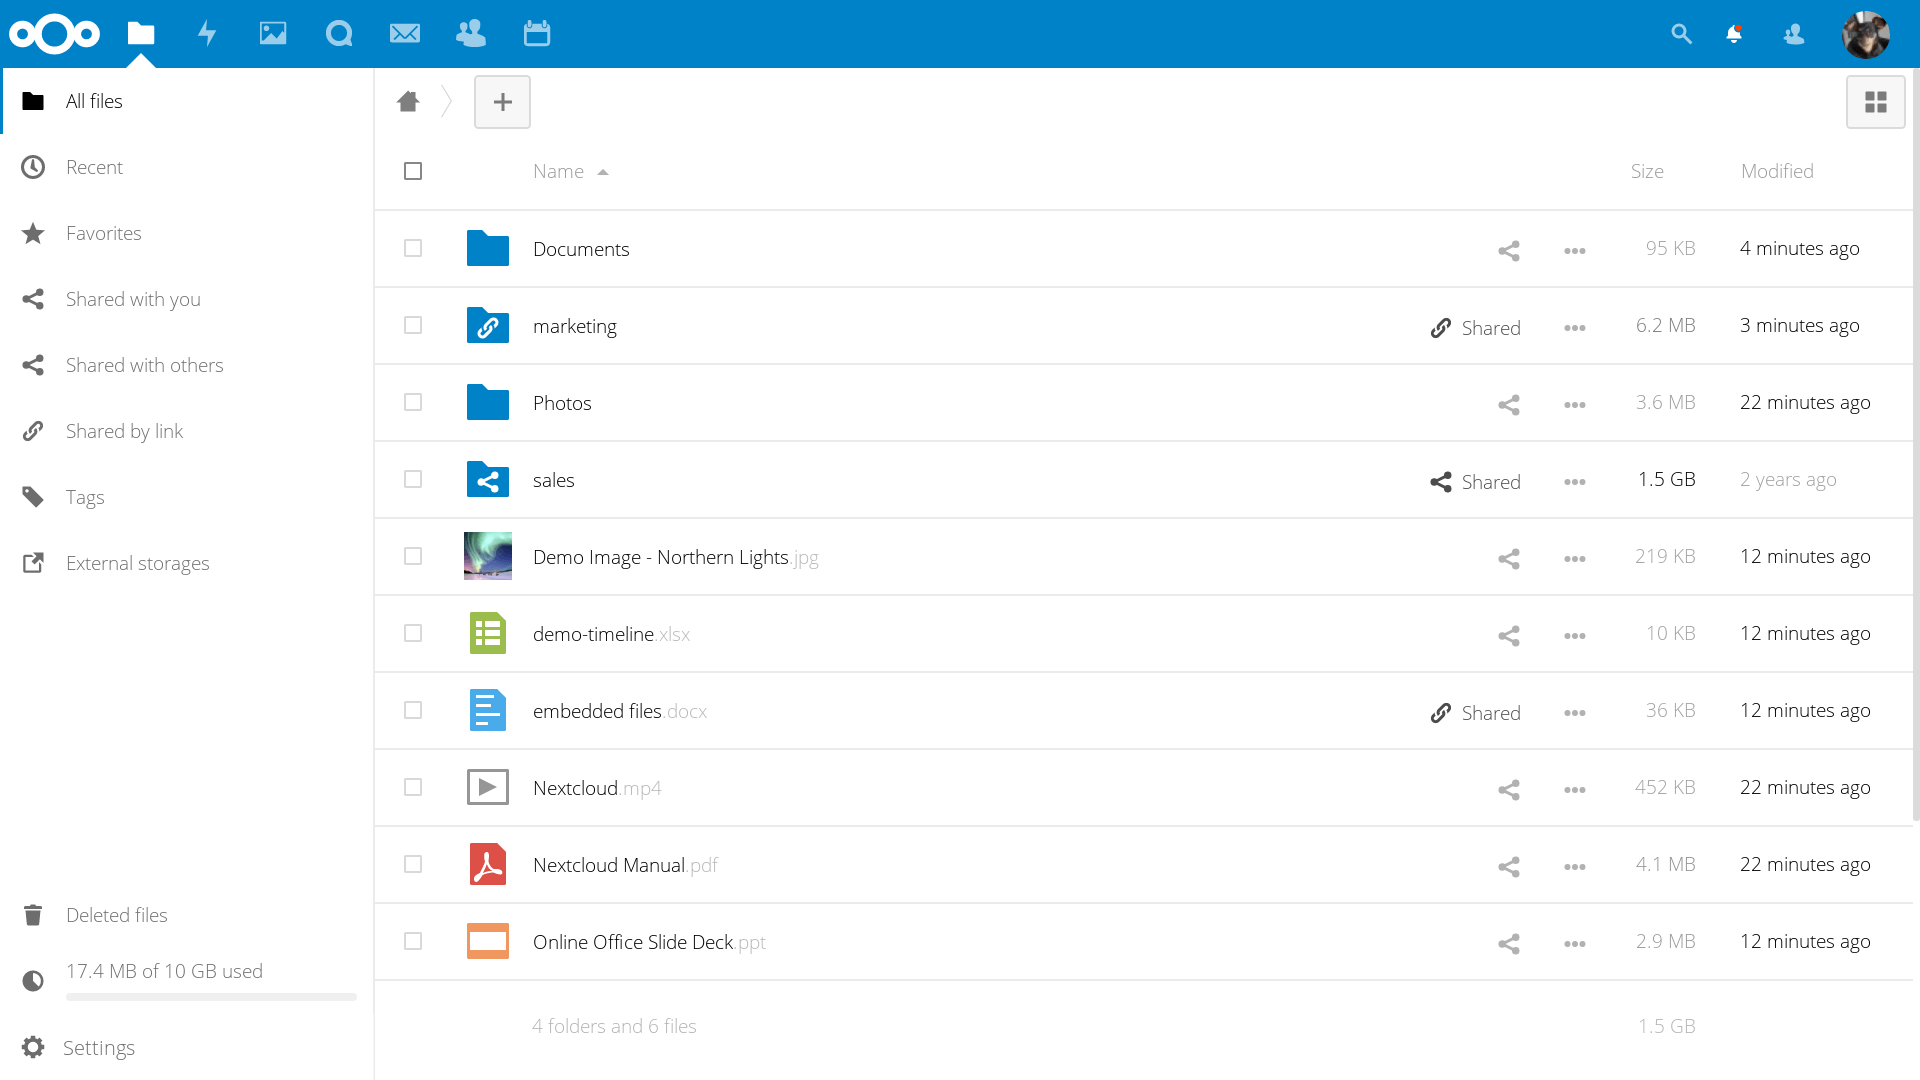 All files
Recent
Favorites
Shared with you
Shared with others
Shared by link
Tags
External storages
Deleted files
17.4 MB of 10 GB used
Settings
Name Size Modified
Documents 95 KB 4 minutes ago
marketing Shared 6.2 MB 3 minutes ago
Photos 3.6 MB 22 minutes ago
sales Shared 1.5 GB 2 years ago
Demo Image - Northern Lights.jpg 219 KB 12 minutes ago
demo-timeline.xlsx 10 KB 12 minutes ago
embedded files.docx Shared 36 KB 12 minutes ago
Nextcloud.mp4 452 KB 22 minutes ago
Nextcloud Manual.pdf 4.1 MB 22 minutes ago
Online Office Slide Deck.ppt 2.9 MB 12 minutes ago
4 folders and 6 files 1.5 GB